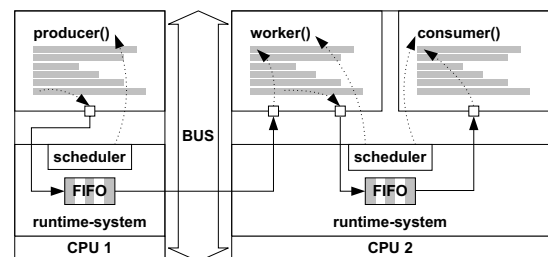 producer()
worker()
consumer()
BUS
scheduler
scheduler
FIFO
FIFO
runtime-system
runtime-system
CPU 1
CPU 2